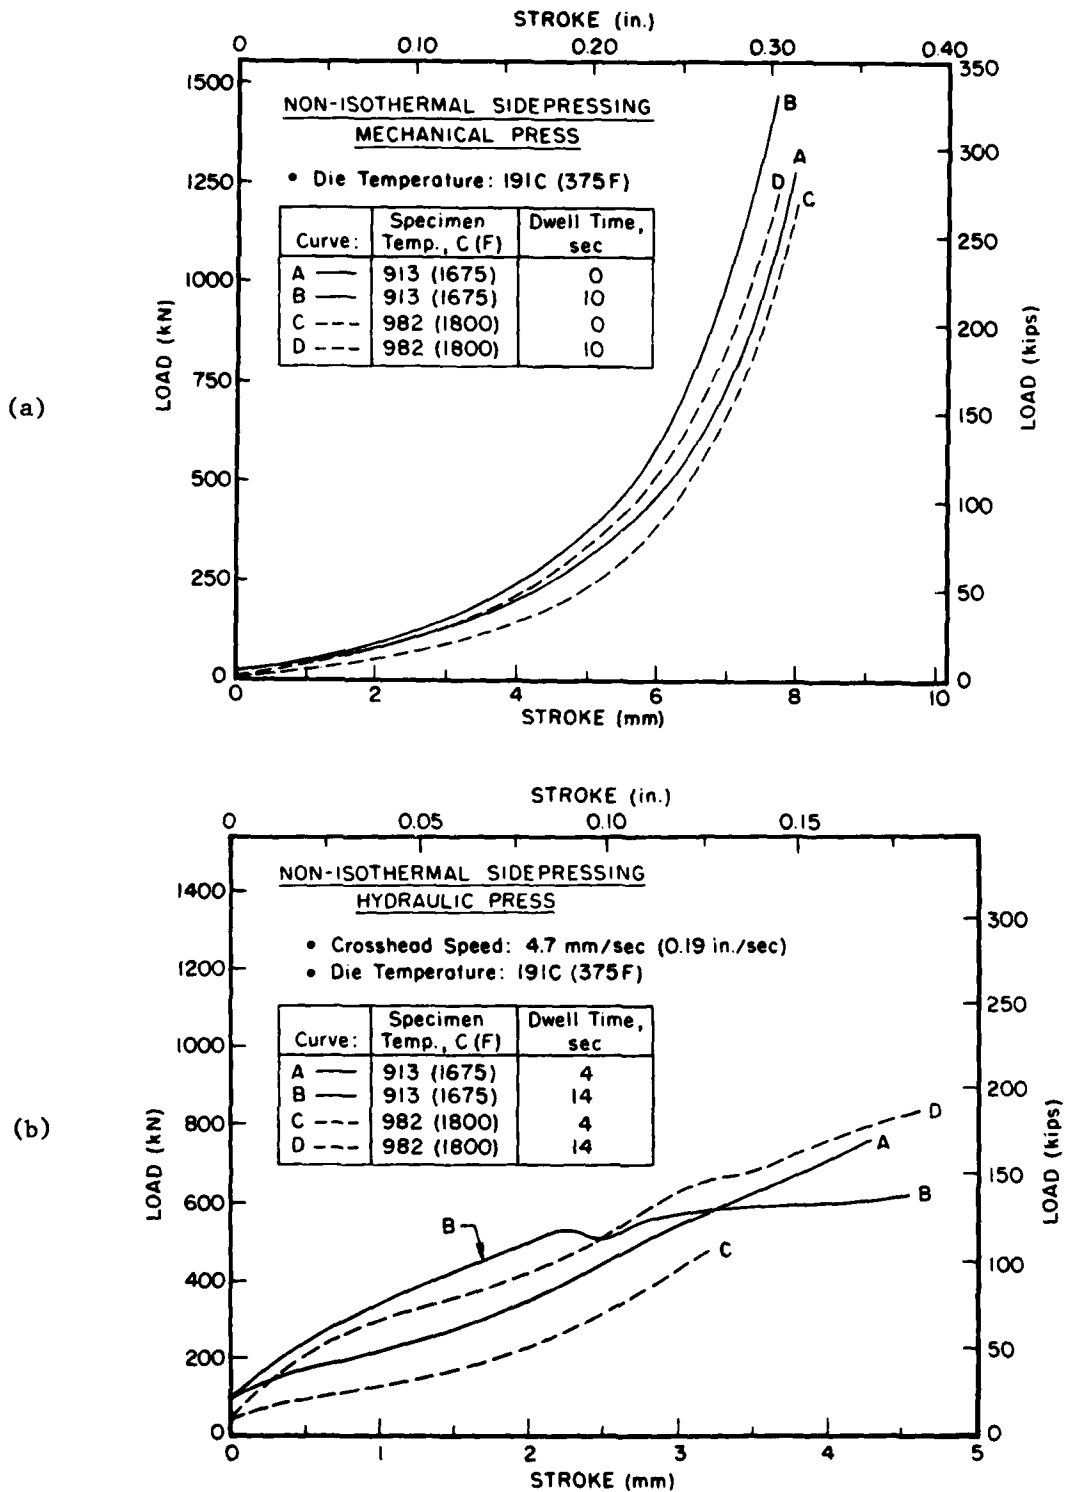 STROKE (in.)
0 0.10 0.20 0.30 0.40
1500 350
NON-ISOTHERMAL SIDEPRESSING
MECHANICAL PRESS
B
A
D
C
• Die Temperature: 191C (375F)
1250 300
Curve: Specimen Temp., C (F) Dwell Time, sec
A — 913 (1675) 0
B — 913 (1675) 10
C --- 982 (1800) 0
D --- 982 (1800) 10
1000 250
200
750 150
500 100
250 50
0 0
LOAD (kN)
LOAD (kips)
(a)
0 2 4 6 8 10
STROKE (mm)
STROKE (in.)
0 0.05 0.10 0.15
NON-ISOTHERMAL SIDEPRESSING
HYDRAULIC PRESS
1400 300
• Crosshead Speed: 4.7 mm/sec (0.19 in./sec)
• Die Temperature: 191C (375F)
1200 250
Curve: Specimen Temp., C (F) Dwell Time, sec
A — 913 (1675) 4
B — 913 (1675) 14
C --- 982 (1800) 4
D --- 982 (1800) 14
1000 200
800 150
600 100
400 50
200
0 0
D
A
B
B
C
LOAD (kN)
LOAD (kips)
(b)
0 1 2 3 4 5
STROKE (mm)